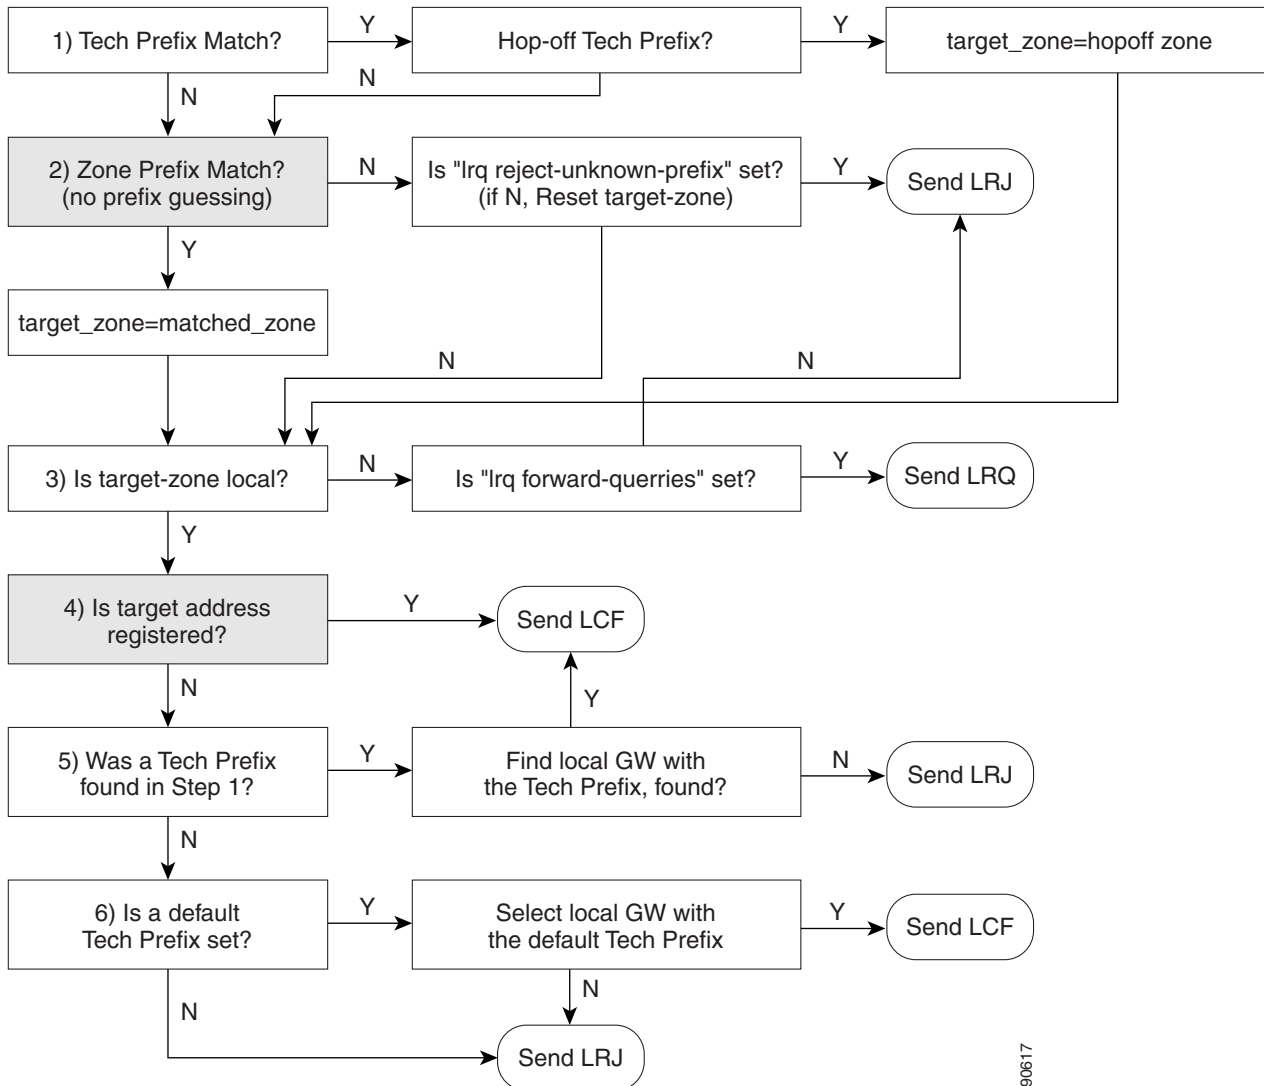 1) Tech Prefix Match?
Y
Hop-off Tech Prefix?
Y
target_zone=hopoff zone
N
N
2) Zone Prefix Match?
(no prefix guessing)
N
Is "lrq reject-unknown-prefix" set?
(if N, Reset target-zone)
Y
Send LRJ
Y
target_zone=matched_zone
N
N
3) Is target-zone local?
N
Is "lrq forward-querries" set?
Y
Send LRQ
Y
4) Is target address
registered?
Y
Send LCF
N
Y
5) Was a Tech Prefix
found in Step 1?
Y
Find local GW with
the Tech Prefix, found?
N
Send LRJ
N
6) Is a default
Tech Prefix set?
Y
Select local GW with
the default Tech Prefix
Y
Send LCF
N
N
Send LRJ
90617